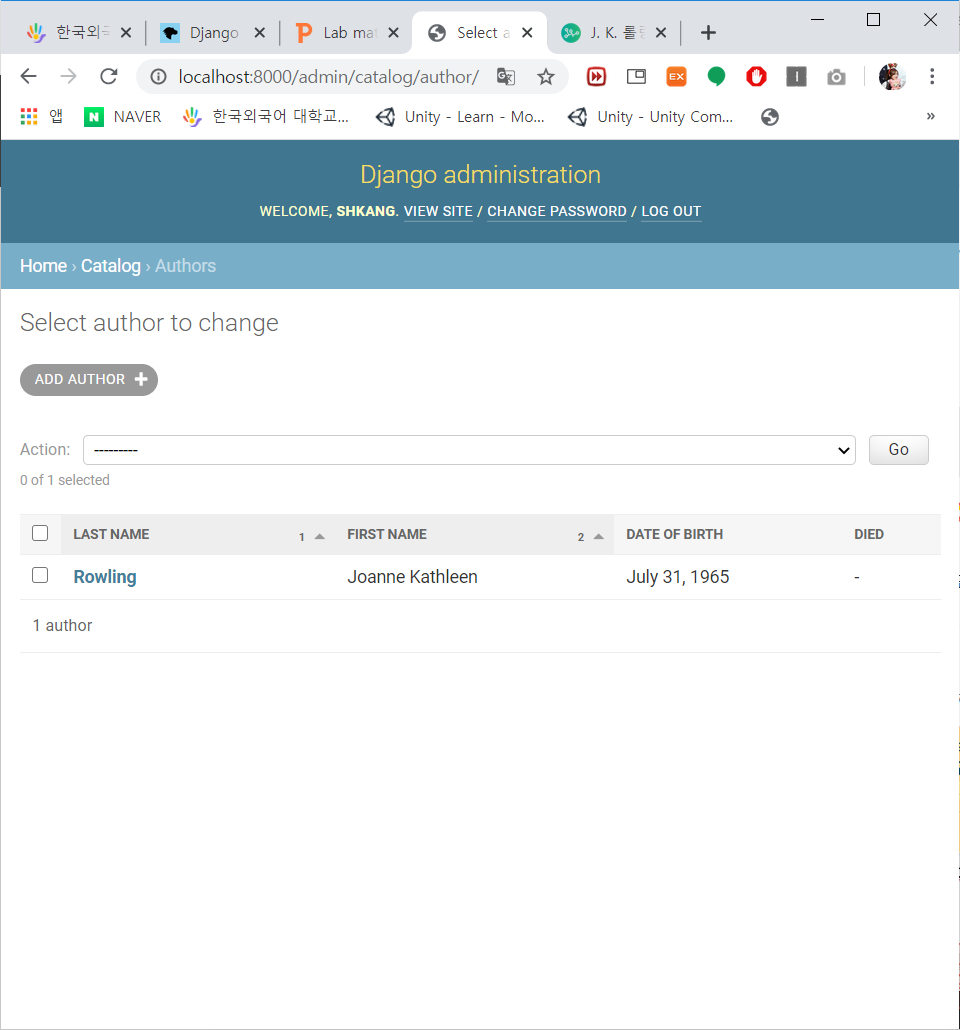 한국외국
Django
Lab mat
Select a
J. K. 롤링
localhost:8000/admin/catalog/author/
EX
앱
N
NAVER
한국외국어 대학교...
Unity - Learn - Mo...
Unity - Unity Com...
»
Django administration
WELCOME, SHKANG. VIEW SITE / CHANGE PASSWORD / LOG OUT
Home › Catalog › Authors
Select author to change
ADD AUTHOR +
Action: --------- Go
0 of 1 selected
LAST NAME 1 FIRST NAME 2 DATE OF BIRTH DIED
Rowling Joanne Kathleen July 31, 1965 -
1 author